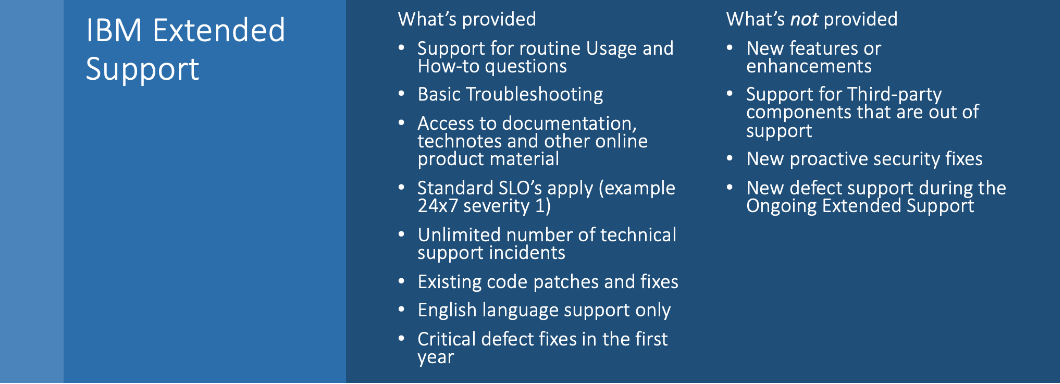 IBM Extended
Support
What's provided
• Support for routine Usage and
How-to questions
• Basic Troubleshooting
• Access to documentation,
technotes and other online
product material
• Standard SLO's apply (example
24x7 severity 1)
• Unlimited number of technical
support incidents
• Existing code patches and fixes
• English language support only
• Critical defect fixes in the first
year
What's not provided
• New features or
enhancements
• Support for Third-party
components that are out of
support
• New proactive security fixes
• New defect support during the
Ongoing Extended Support